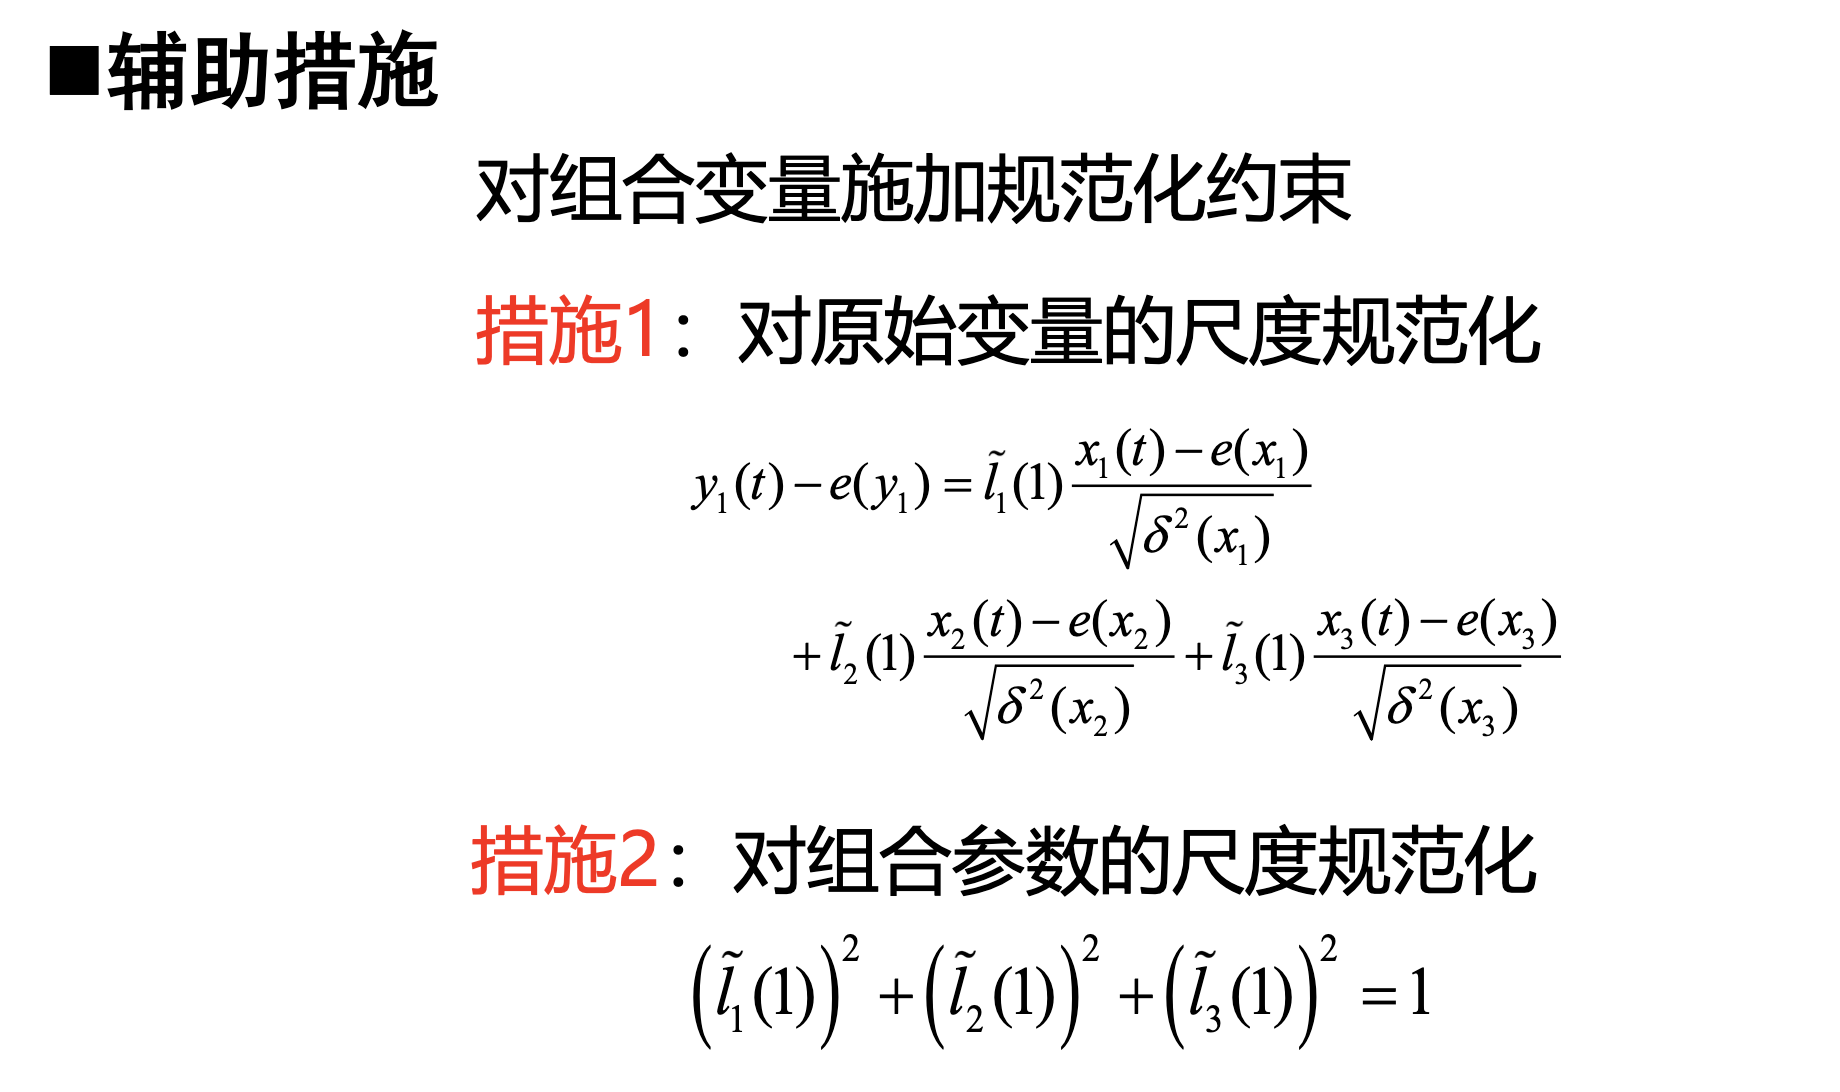 ■辅助措施
对组合变量施加规范化约束
措施1：对原始变量的尺度规范化
$y_1(t) - e(y_1) = \tilde{l}_1(1) \frac{x_1(t) - e(x_1)}{\sqrt{\delta^2(x_1)}}$
$+ \tilde{l}_2(1) \frac{x_2(t) - e(x_2)}{\sqrt{\delta^2(x_2)}} + \tilde{l}_3(1) \frac{x_3(t) - e(x_3)}{\sqrt{\delta^2(x_3)}}$
措施2：对组合参数的尺度规范化
$\left(\tilde{l}_1(1)\right)^2 + \left(\tilde{l}_2(1)\right)^2 + \left(\tilde{l}_3(1)\right)^2 = 1$